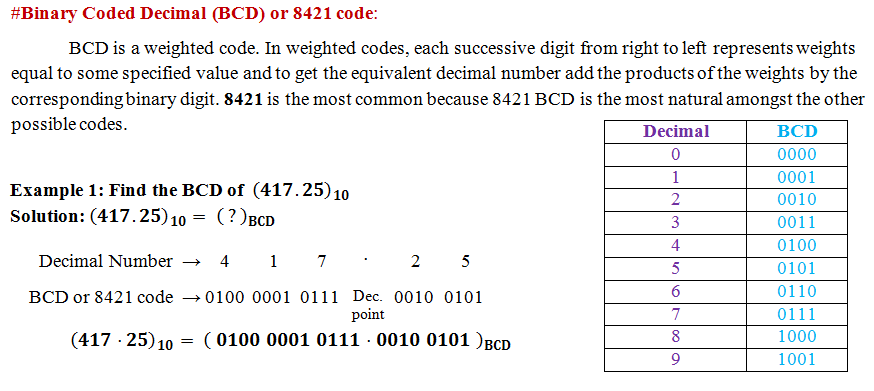 #Binary Coded Decimal (BCD) or 8421 code:
BCD is a weighted code. In weighted codes, each successive digit from right to left represents weights
equal to some specified value and to get the equivalent decimal number add the products of the weights by the
corresponding binary digit. 8421 is the most common because 8421 BCD is the most natural amongst the other
possible codes.
Example 1: Find the BCD of (417.25)10
Solution: (417.25)10 = (?)BCD
Decimal Number → 4 1 7 · 2 5
BCD or 8421 code → 0100 0001 0111 Dec. 0010 0101
point
(417 · 25)10 = ( 0100 0001 0111 · 0010 0101 )BCD
Decimal BCD
0 0000
1 0001
2 0010
3 0011
4 0100
5 0101
6 0110
7 0111
8 1000
9 1001